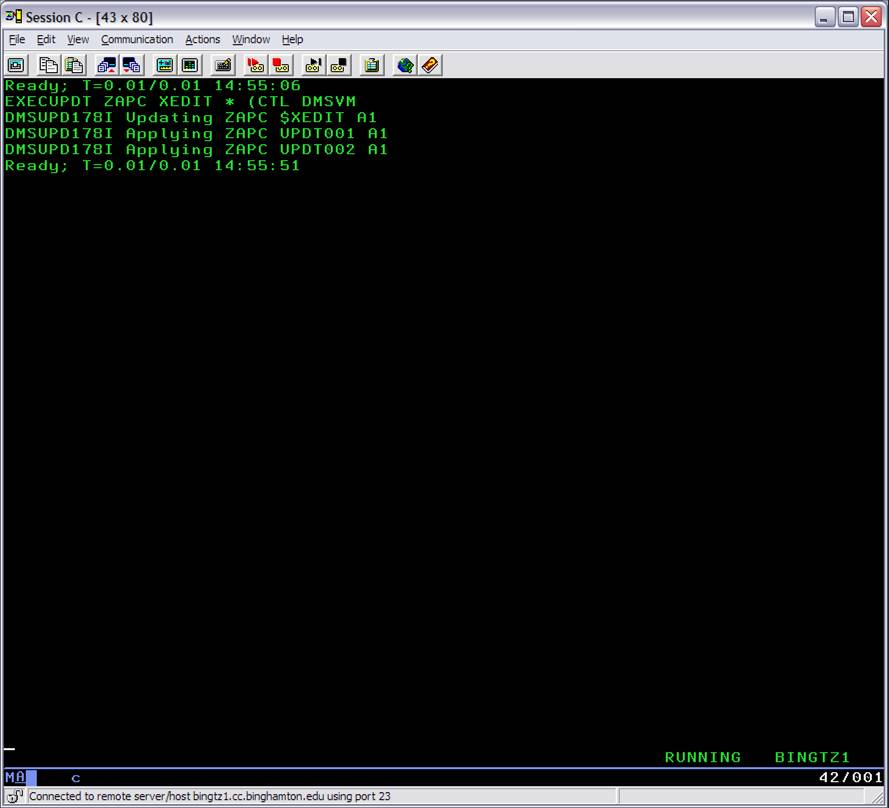 Session C - [43 x 80]
File Edit View Communication Actions Window Help
Ready; T=0.01/0.01 14:55:06
EXECUPDT ZAPC XEDIT * (CTL DMSVM
DMSUPD178I Updating ZAPC $XEDIT A1
DMSUPD178I Applying ZAPC UPDT001 A1
DMSUPD178I Applying ZAPC UPDT002 A1
Ready; T=0.01/0.01 14:55:51
RUNNING BINGTZ1
MA c 42/001
Connected to remote server/host bingtz1.cc.binghamton.edu using port 23